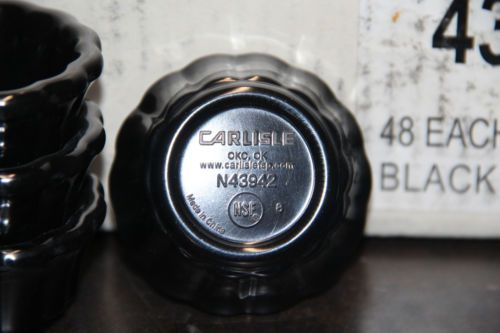 CARLISLE
OKC, OK
www.carlislefsp.com
N43942
NSF
Made in China
43
48 EACH
BLACK